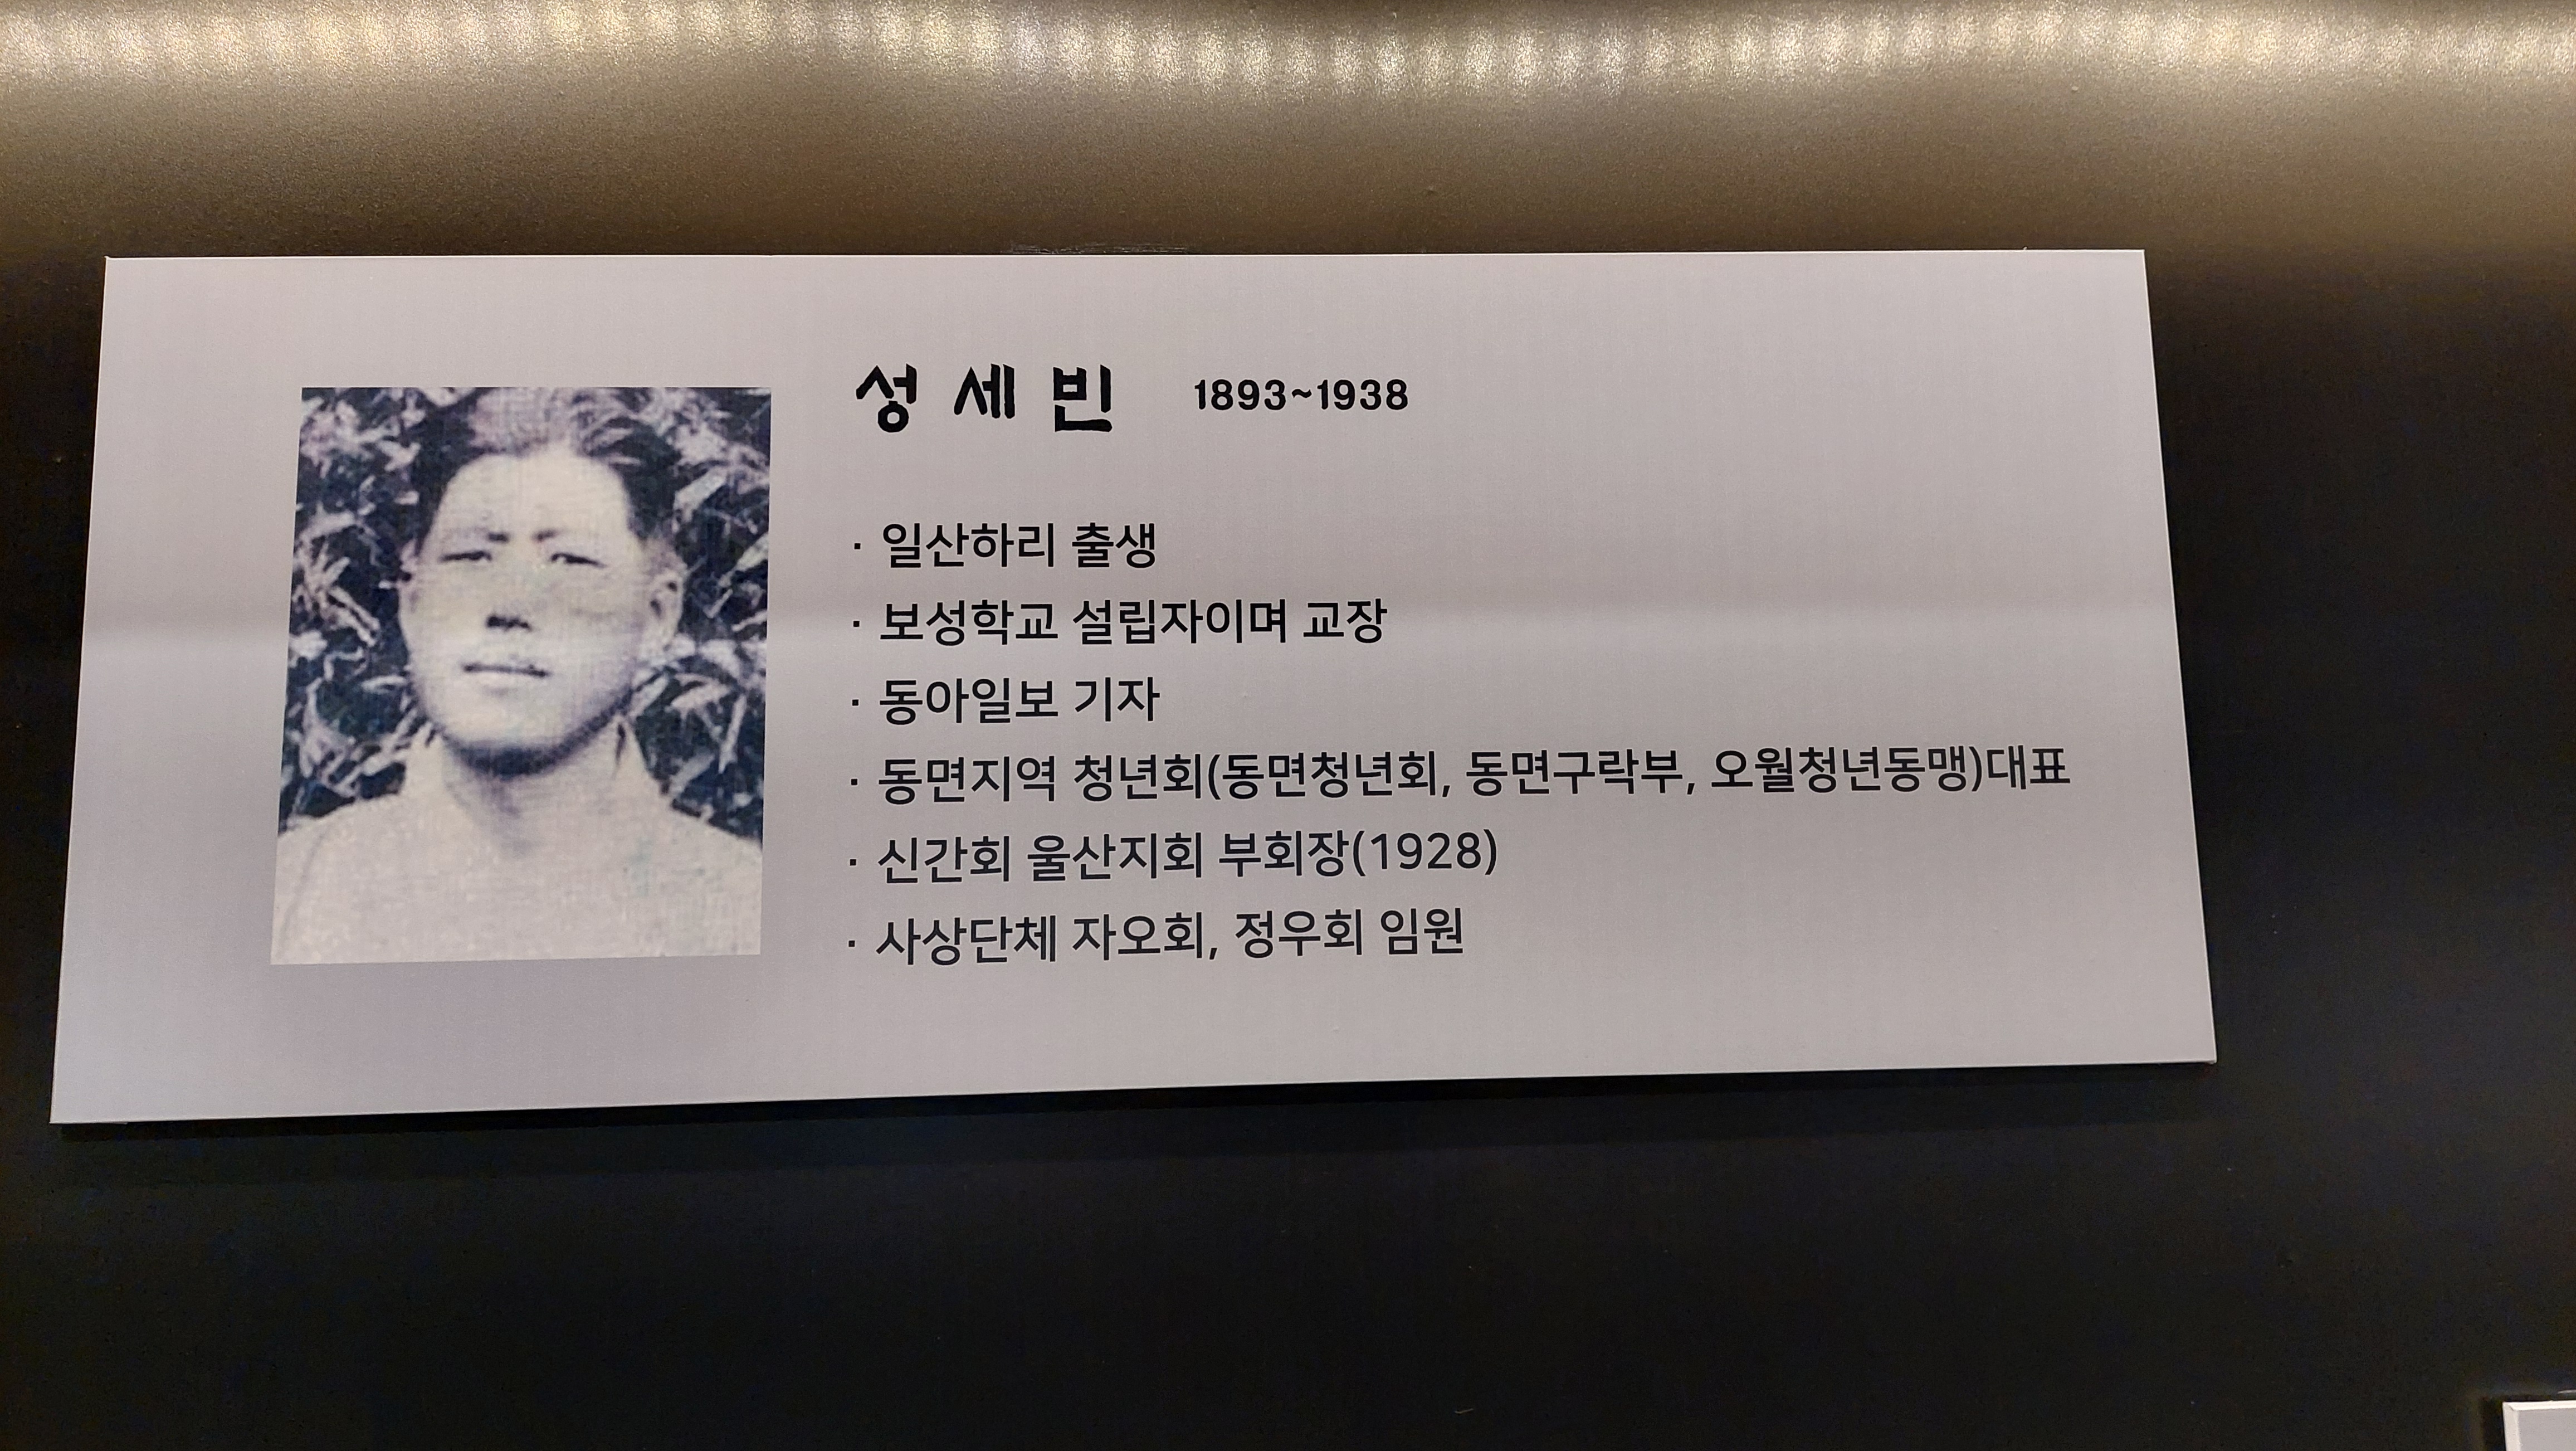 성 세 빈 1893~1938
· 일산하리 출생
· 보성학교 설립자이며 교장
· 동아일보 기자
· 동면지역 청년회(동면청년회, 동면구락부, 오월청년동맹)대표
· 신간회 울산지회 부회장(1928)
· 사상단체 자오회, 정우회 임원